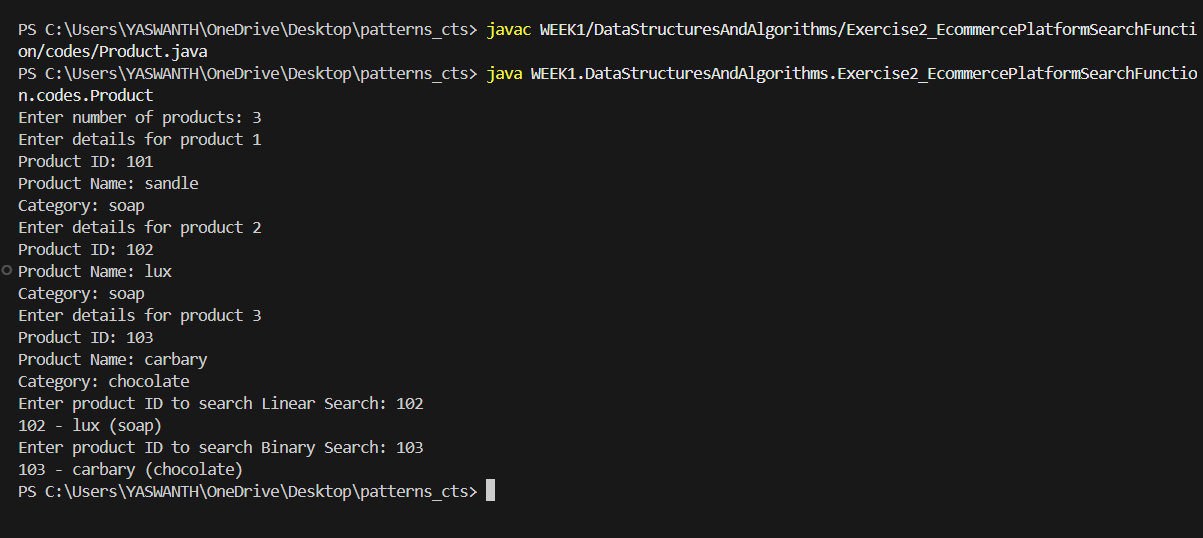 PS C:\Users\YASWANTH\OneDrive\Desktop\patterns_cts> javac WEEK1/DataStructuresAndAlgorithms/Exercise2_EcommercePlatformSearchFuncti
on/codes/Product.java
PS C:\Users\YASWANTH\OneDrive\Desktop\patterns_cts> java WEEK1.DataStructuresAndAlgorithms.Exercise2_EcommercePlatformSearchFunctio
n.codes.Product
Enter number of products: 3
Enter details for product 1
Product ID: 101
Product Name: sandle
Category: soap
Enter details for product 2
Product ID: 102
Product Name: lux
Category: soap
Enter details for product 3
Product ID: 103
Product Name: carbary
Category: chocolate
Enter product ID to search Linear Search: 102
102 - lux (soap)
Enter product ID to search Binary Search: 103
103 - carbary (chocolate)
PS C:\Users\YASWANTH\OneDrive\Desktop\patterns_cts>